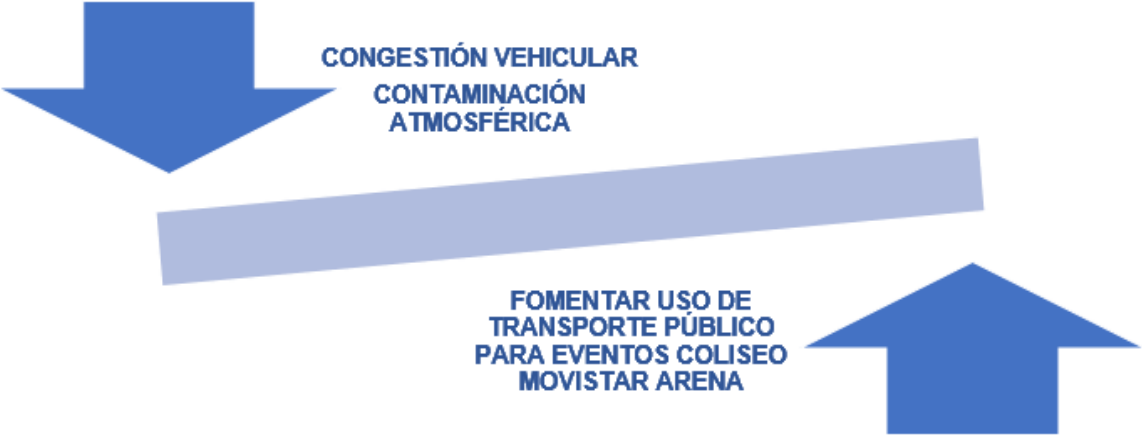 CONGESTIÓN VEHICULAR
CONTAMINACIÓN
ATMOSFÉRICA
FOMENTAR USO DE
TRANSPORTE PÚBLICO
PARA EVENTOS COLISEO
MOVISTAR ARENA